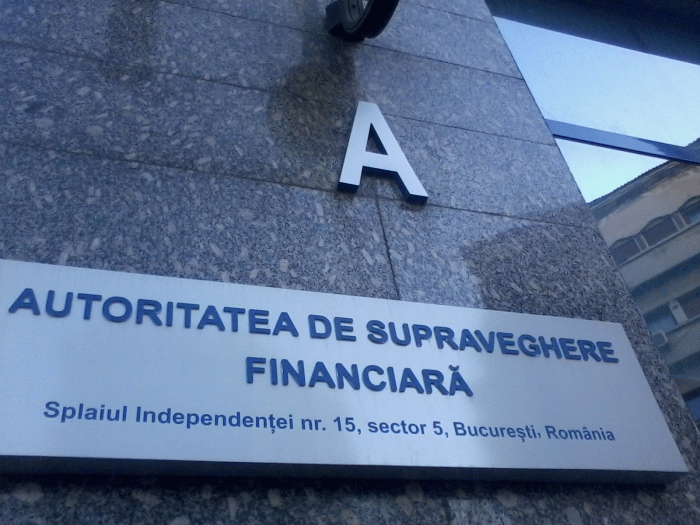 A
AUTORITATEA DE SUPRAVEGHERE
FINANCIARĂ
Splaiul Independenței nr. 15, sector 5, București, România